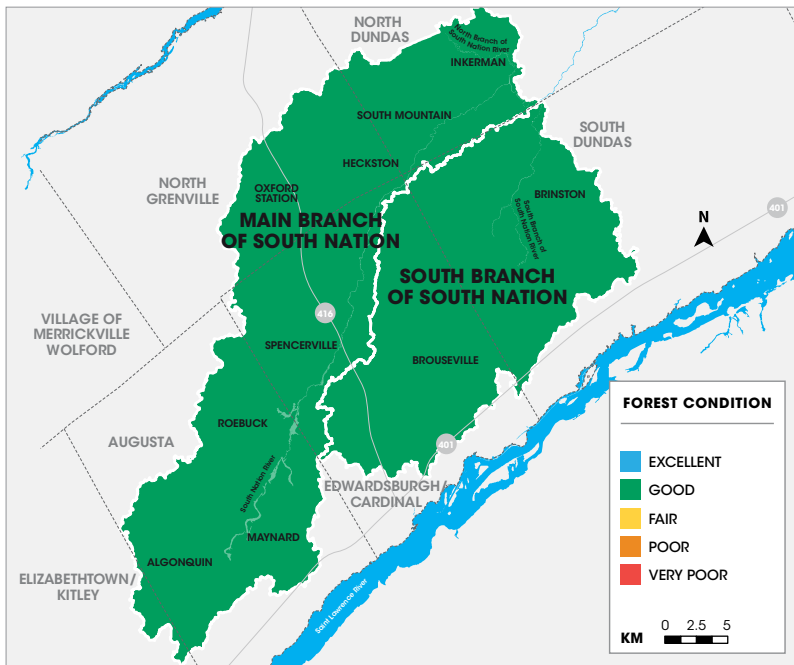 NORTH
DUNDAS
North Branch of
South Nation River
INKERMAN
SOUTH MOUNTAIN
SOUTH
DUNDAS
HECKSTON
NORTH
GRENVILLE
OXFORD
STATION
BRINSTON
MAIN BRANCH
OF SOUTH NATION
South Branch of
South Nation River
401
N
SOUTH BRANCH
OF SOUTH NATION
VILLAGE OF
MERRICKVILLE
WOLFORD
416
SPENCERVILLE
BROUSEVILLE
ROEBUCK
AUGUSTA
401
South Nation River
EDWARDSBURGH/
CARDINAL
MAYNARD
ALGONQUIN
ELIZABETHTOWN/
KITLEY
Saint Lawrence River
FOREST CONDITION
EXCELLENT
GOOD
FAIR
POOR
VERY POOR
0 2.5 5
KM